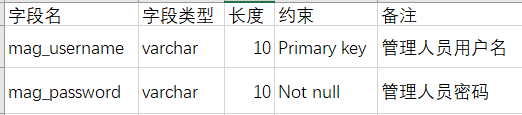 字段名 字段类型 长度 约束 备注
mag_username varchar 10 Primary key 管理人员用户名
mag_password varchar 10 Not null 管理人员密码